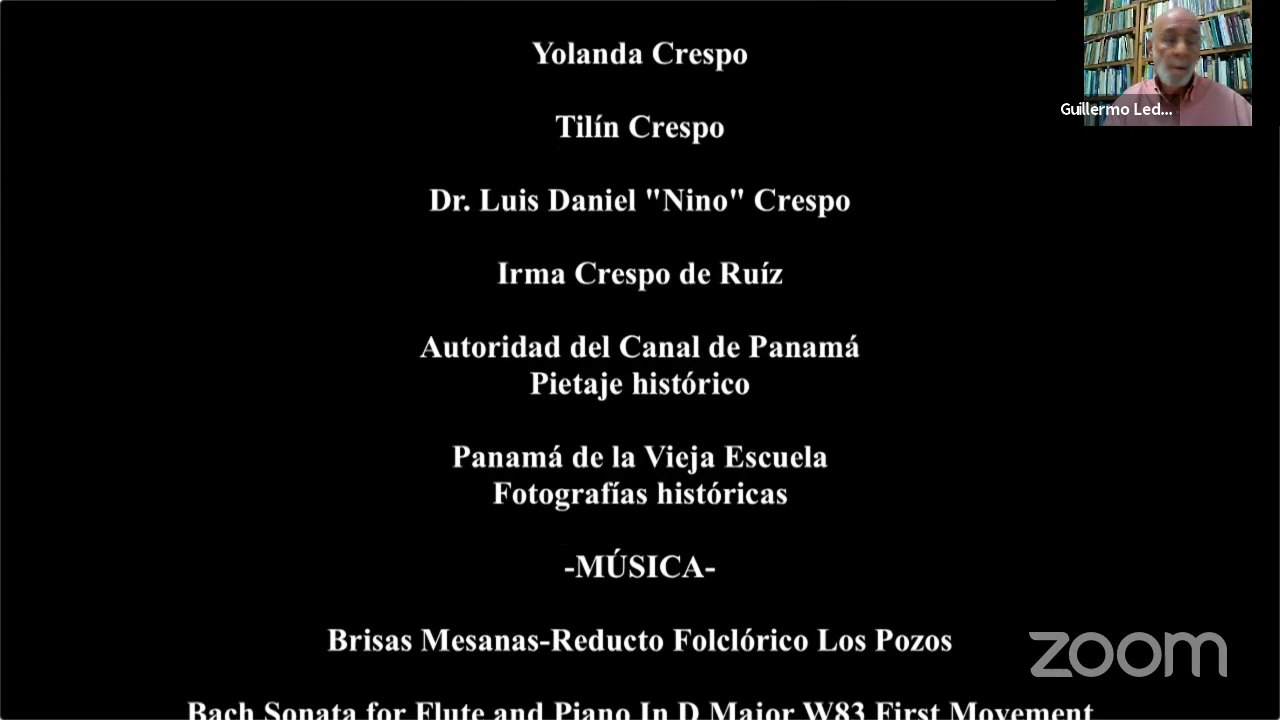 Yolanda Crespo
Tilín Crespo
Dr. Luis Daniel "Nino" Crespo
Irma Crespo de Ruíz
Autoridad del Canal de Panamá
Pietaje histórico
Panamá de la Vieja Escuela
Fotografías históricas
-MÚSICA-
Brisas Mesanas-Reducto Folclórico Los Pozos
Bach Sonata for Flute and Piano In D Major W83 First Movement
Guillermo Led...
zoom